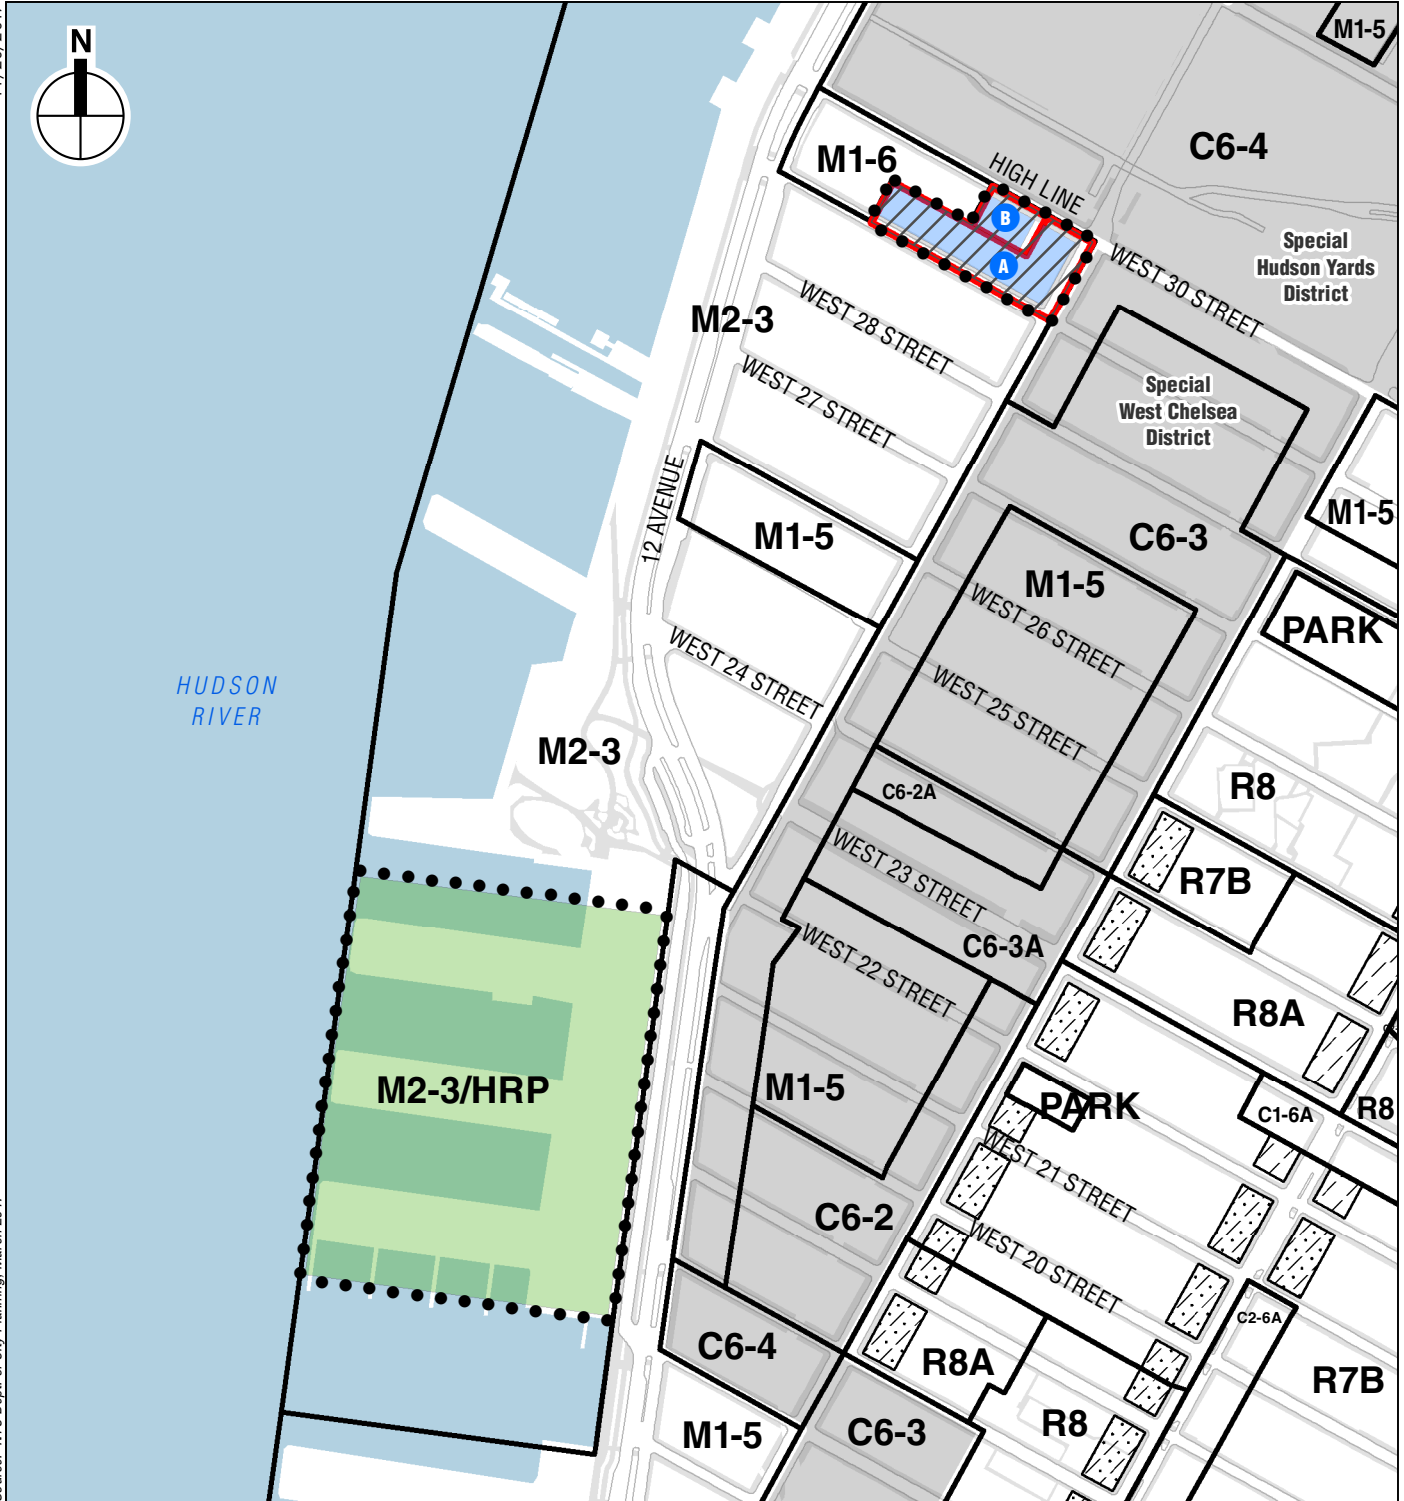 N
M1-5
C6-4
M1-6
HIGH LINE
B
A
Special
Hudson Yards
District
WEST 30 STREET
M2-3
WEST 28 STREET
WEST 27 STREET
Special
West Chelsea
District
12 AVENUE
M1-5
C6-3
M1-5
M1-5
WEST 26 STREET
PARK
WEST 24 STREET
WEST 25 STREET
HUDSON
RIVER
M2-3
C6-2A
R8
WEST 23 STREET
R7B
C6-3A
WEST 22 STREET
R8A
M2-3/HRP
M1-5
PARK
C1-6A
R8
WEST 21 STREET
C6-2
WEST 20 STREET
C2-6A
C6-4
R8A
R7B
M1-5
C6-3
R8